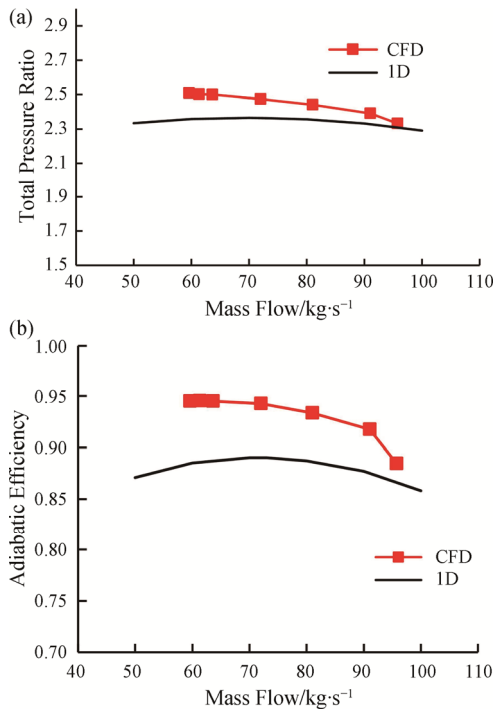 (a)
2.9
2.7
2.5
2.3
2.1
1.9
1.7
1.5
Total Pressure Ratio
CFD
1D
40 50 60 70 80 90 100 110
Mass Flow/kg·s⁻¹
(b)
1.00
0.95
0.90
0.85
0.80
0.75
0.70
Adiabatic Efficiency
CFD
1D
40 50 60 70 80 90 100 110
Mass Flow/kg·s⁻¹